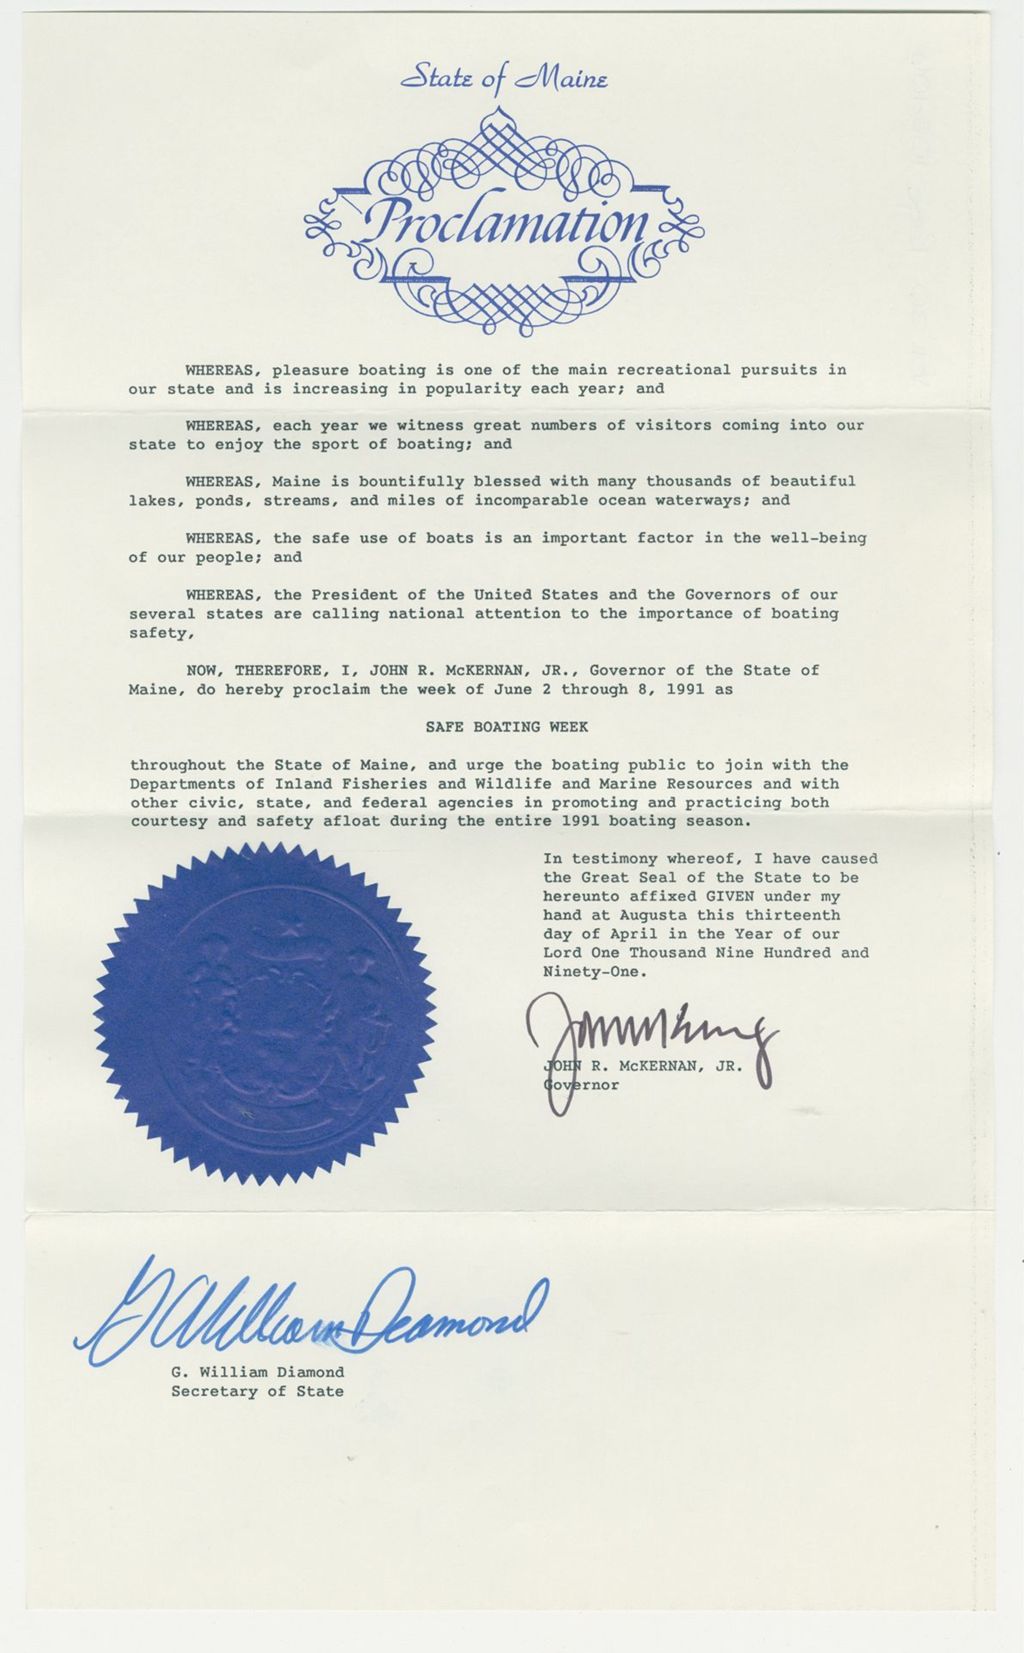 State of Maine
Proclamation
WHEREAS, pleasure boating is one of the main recreational pursuits in
our state and is increasing in popularity each year; and
WHEREAS, each year we witness great numbers of visitors coming into our
state to enjoy the sport of boating; and
WHEREAS, Maine is bountifully blessed with many thousands of beautiful
lakes, ponds, streams, and miles of incomparable ocean waterways; and
WHEREAS, the safe use of boats is an important factor in the well-being
of our people; and
WHEREAS, the President of the United States and the Governors of our
several states are calling national attention to the importance of boating
safety,
NOW, THEREFORE, I, JOHN R. McKERNAN, JR., Governor of the State of
Maine, do hereby proclaim the week of June 2 through 8, 1991 as
SAFE BOATING WEEK
throughout the State of Maine, and urge the boating public to join with the
Departments of Inland Fisheries and Wildlife and Marine Resources and with
other civic, state, and federal agencies in promoting and practicing both
courtesy and safety afloat during the entire 1991 boating season.
In testimony whereof, I have caused
the Great Seal of the State to be
hereunto affixed GIVEN under my
hand at Augusta this thirteenth
day of April in the Year of our
Lord One Thousand Nine Hundred and
Ninety-One.
JOHN R. McKERNAN, JR.
Governor
G William Diamond
G. William Diamond
Secretary of State